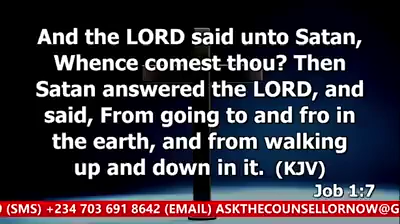 And the LORD said unto Satan,
Whence comest thou? Then
Satan answered the LORD, and
said, From going to and fro in
the earth, and from walking
up and down in it. (KJV)
Job 1:7
(SMS) +234 703 691 8642 (EMAIL) ASKTHECOUNSELLORNOW@G